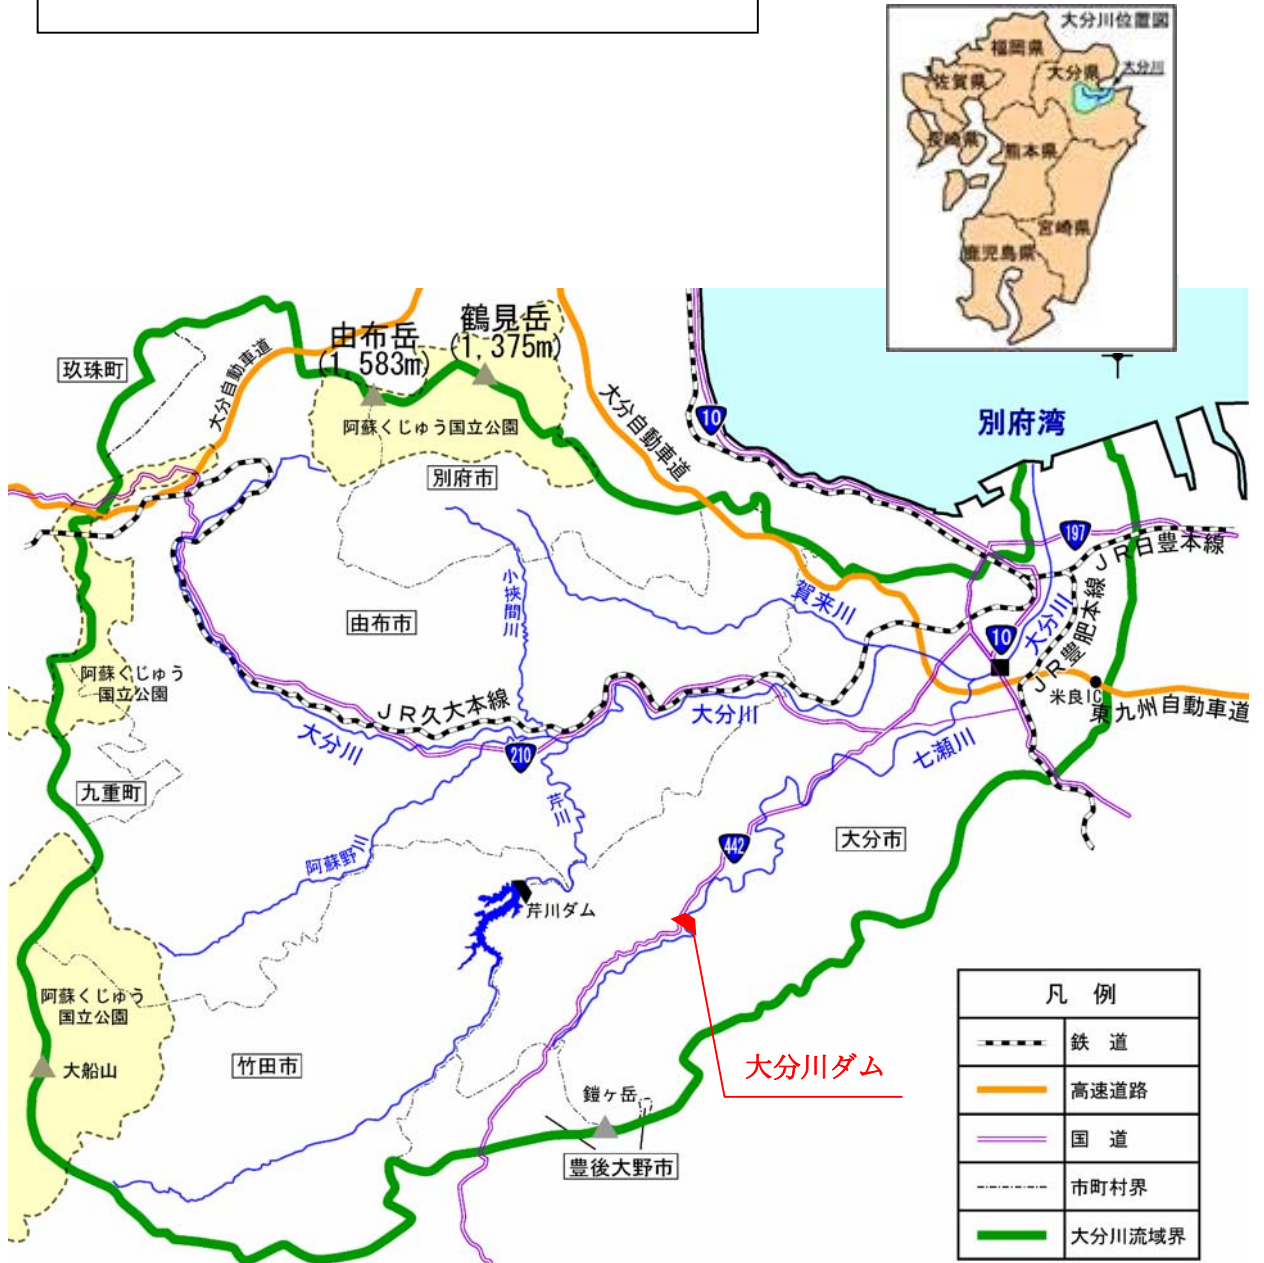 大分川位置図
福岡県
大分県
大分川
佐賀県
長崎県
熊本県
宮崎県
鹿児島県
鶴見岳
(1,375m)
由布岳
(1,583m)
玖珠町
大分自動車道
大分自動車道
10
別府湾
阿蘇くじゅう国立公園
別府市
197
JR日豊本線
小挾間川
賀来川
大分川
JR豊肥本線
由布市
10
阿蘇くじゅう
国立公園
米良IC
東九州自動車道
JR久大本線
大分川
大分川
210
七瀬川
九重町
芹川
大分市
442
阿蘇野川
芹川ダム
阿蘇くじゅう
国立公園
大船山
竹田市
大分川ダム
鎧ヶ岳
豊後大野市
凡 例
鉄 道
高速道路
国 道
市町村界
大分川流域界